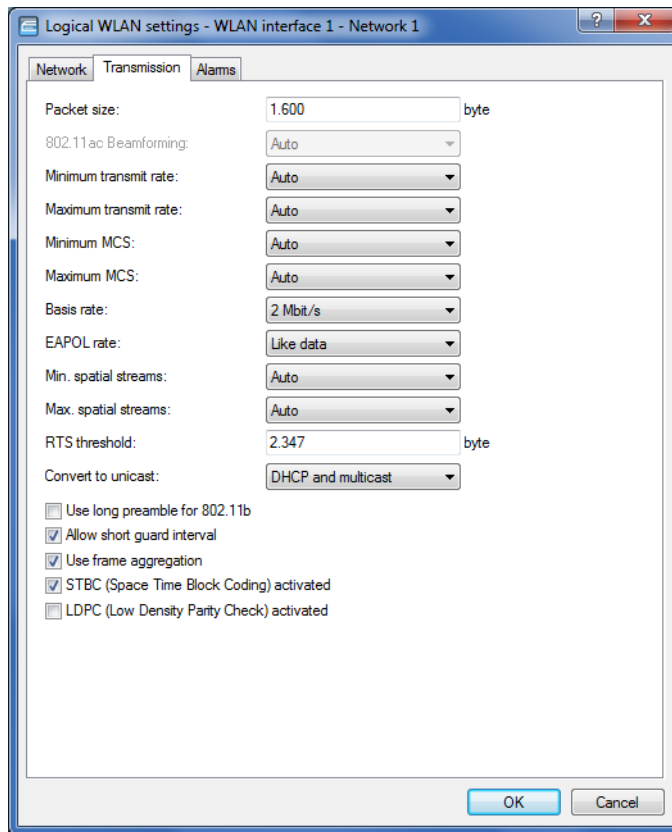 Logical WLAN settings - WLAN interface 1 - Network 1 ? X
Network Transmission Alarms
Packet size: 1.600 byte
802.11ac Beamforming: Auto
Minimum transmit rate: Auto
Maximum transmit rate: Auto
Minimum MCS: Auto
Maximum MCS: Auto
Basis rate: 2 Mbit/s
EAPOL rate: Like data
Min. spatial streams: Auto
Max. spatial streams: Auto
RTS threshold: 2.347 byte
Convert to unicast: DHCP and multicast
Use long preamble for 802.11b
Allow short guard interval
Use frame aggregation
STBC (Space Time Block Coding) activated
LDPC (Low Density Parity Check) activated
OK Cancel